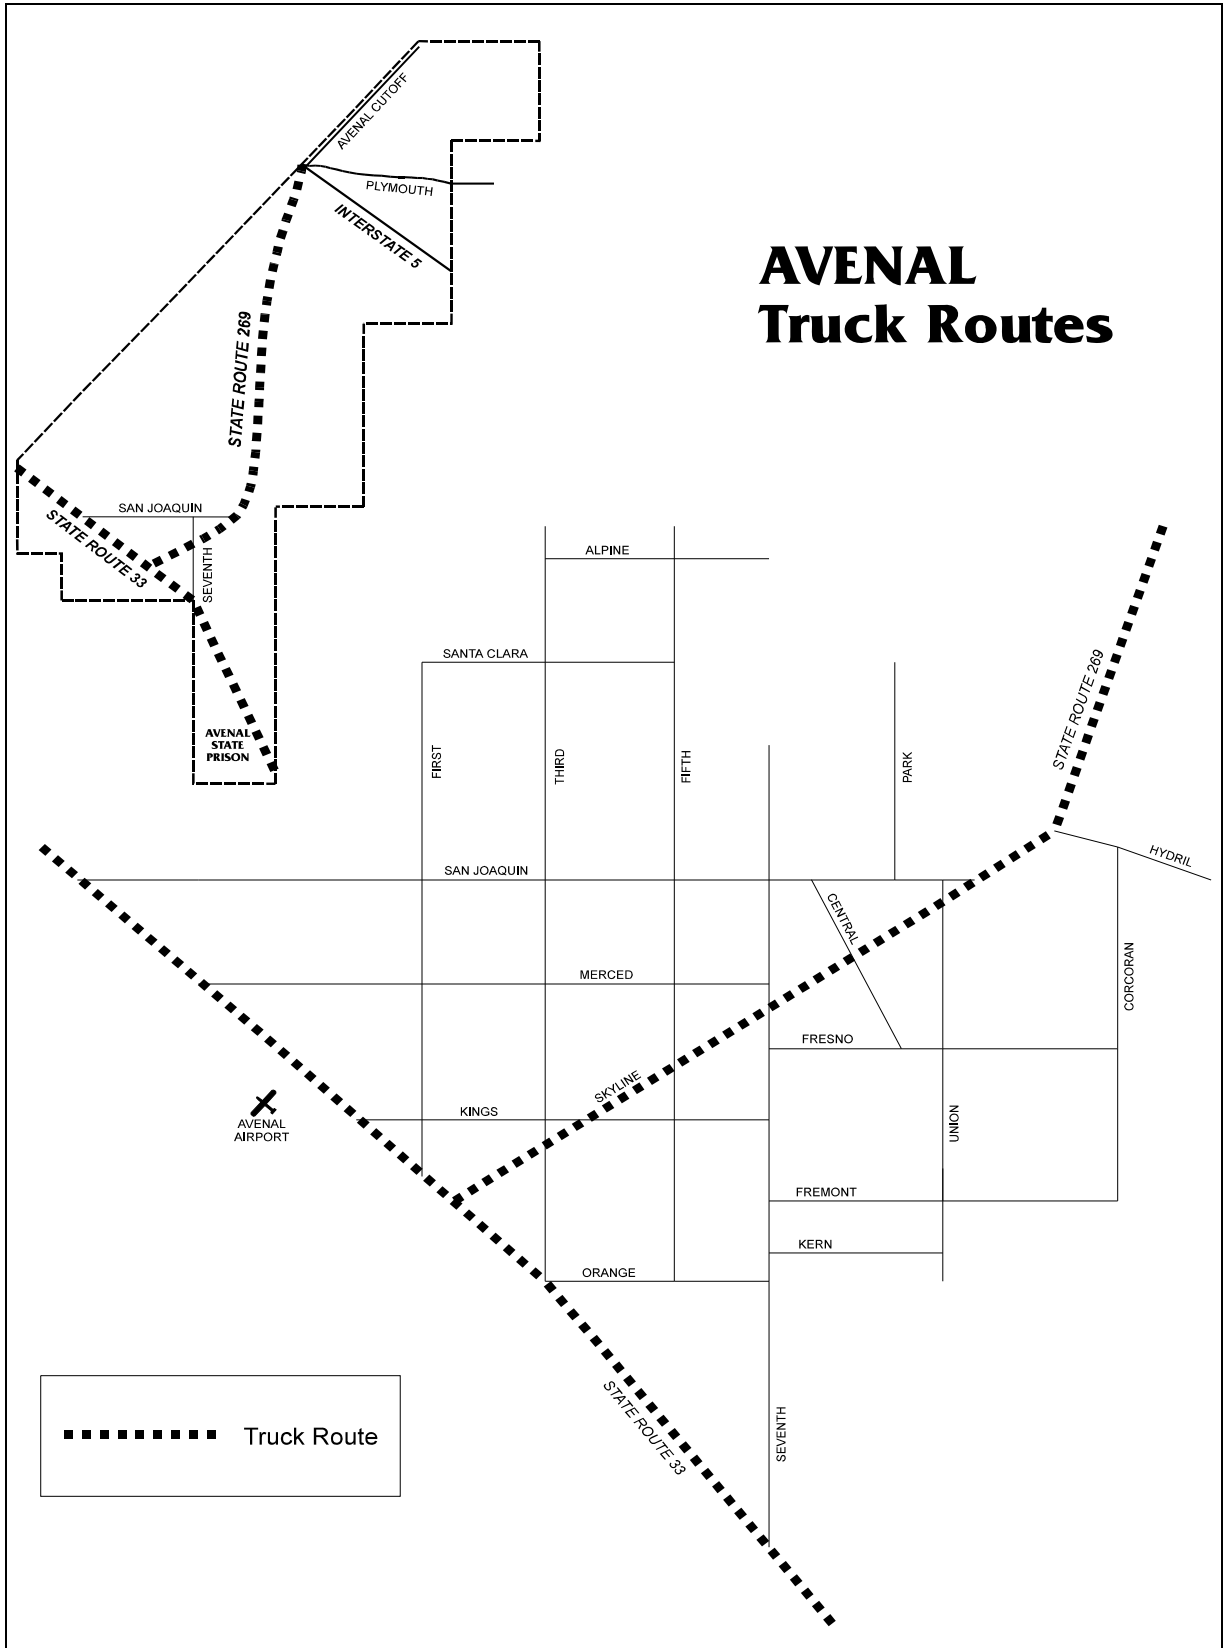 AVENAL CUTOFF
PLYMOUTH
INTERSTATE 5
AVENAL
Truck Routes
STATE ROUTE 269
SAN JOAQUIN
STATE ROUTE 33
SEVENTH
AVENAL
STATE
PRISON
ALPINE
SANTA CLARA
STATE ROUTE 269
FIRST
THIRD
FIFTH
PARK
HYDRIL
SAN JOAQUIN
CENTRAL
MERCED
CORCORAN
FRESNO
SKYLINE
KINGS
UNION
AVENAL
AIRPORT
FREMONT
KERN
ORANGE
STATE ROUTE 33
SEVENTH
Truck Route